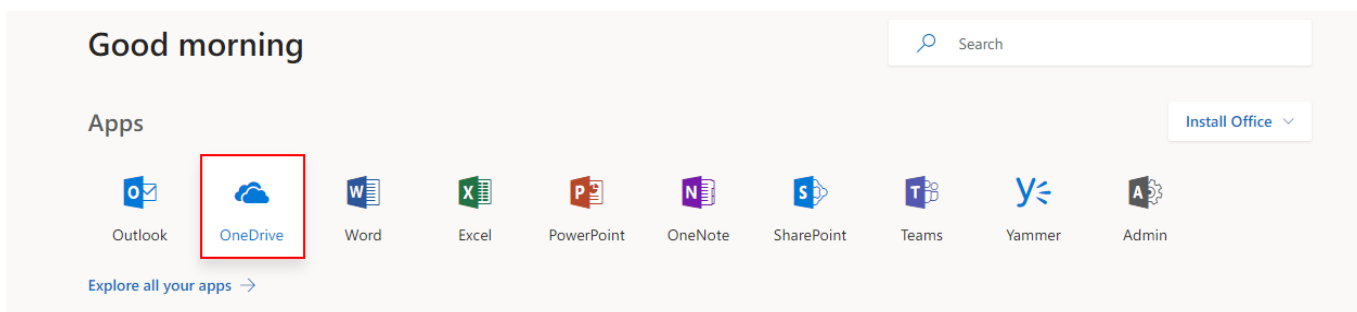 Good morning
Search
Apps
Install Office
Outlook OneDrive Word Excel PowerPoint OneNote SharePoint Teams Yammer Admin
Explore all your apps →